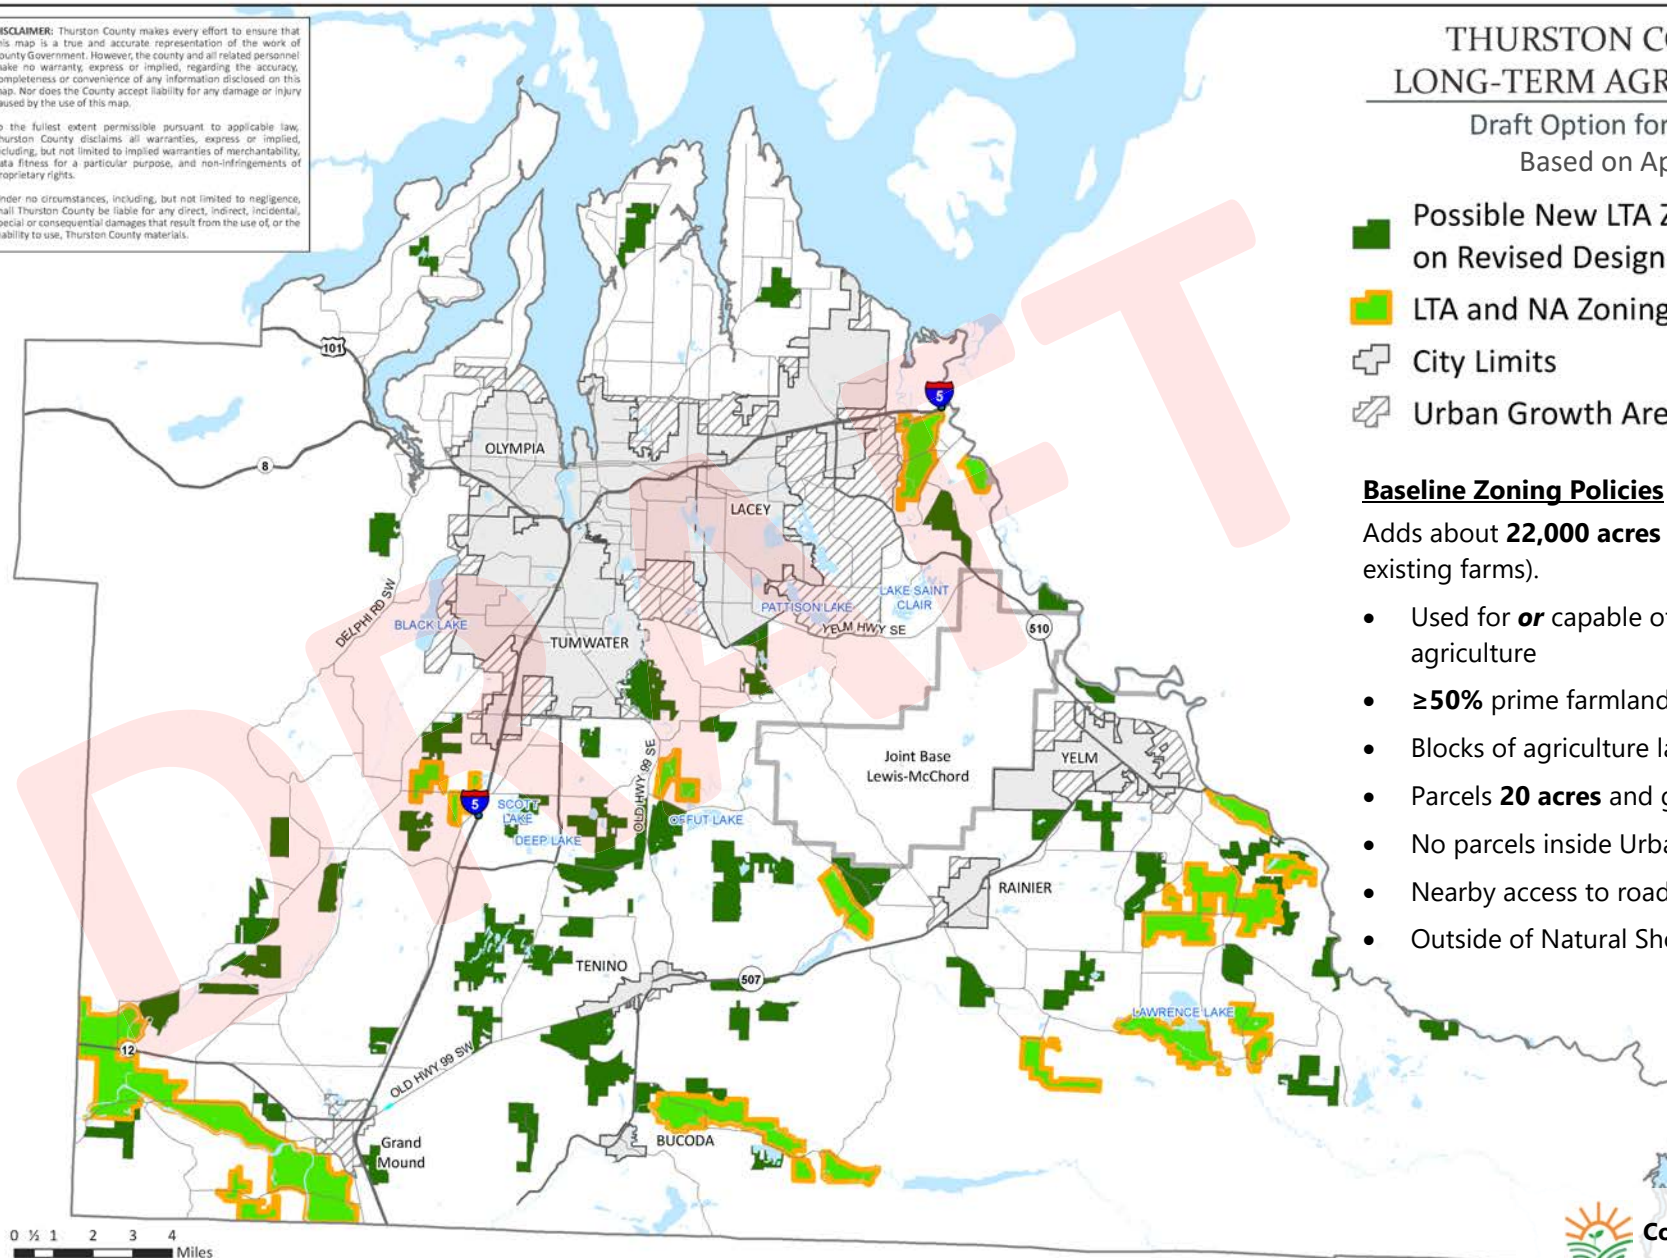 DISCLAIMER: Thurston County makes every effort to ensure that
this map is a true and accurate representation of the work of
County Government. However, the county and all related personnel
make no warranty, express or implied, regarding the accuracy,
completeness or convenience of any information disclosed on this
map. Nor does the County accept liability for any damage or injury
caused by the use of this map.
To the fullest extent permissible pursuant to applicable law,
Thurston County disclaims all warranties, express or implied,
including, but not limited to implied warranties of merchantability,
data fitness for a particular purpose, and non-infringements of
proprietary rights.
Under no circumstances, including, but not limited to negligence,
shall Thurston County be liable for any direct, indirect, incidental,
special or consequential damages that result from the use of, or the
liability to use, Thurston County materials.
THURSTON CO
LONG-TERM AGR
Draft Option for
Based on Ap
Possible New LTA Z
on Revised Design
LTA and NA Zoning
City Limits
Urban Growth Are
Baseline Zoning Policies
Adds about 22,000 acres
existing farms).
• Used for or capable of
agriculture
• ≥50% prime farmland
• Blocks of agriculture la
• Parcels 20 acres and g
• No parcels inside Urba
• Nearby access to road
• Outside of Natural Sho
DRAFT
101
8
5
OLYMPIA
LACEY
DELPHI RD SW
BLACK LAKE
PATTISON LAKE
LAKE SAINT
CLAIR
YELM HWY SE
TUMWATER
510
OLD HWY 99 SE
Joint Base
Lewis-McChord
YELM
5
SCOTT
LAKE
DEEP LAKE
OFFUT LAKE
RAINIER
TENINO
507
LAWRENCE LAKE
12
OLD HWY 99 SW
Grand
Mound
BUCODA
0 ½ 1 2 3 4
Miles
Co